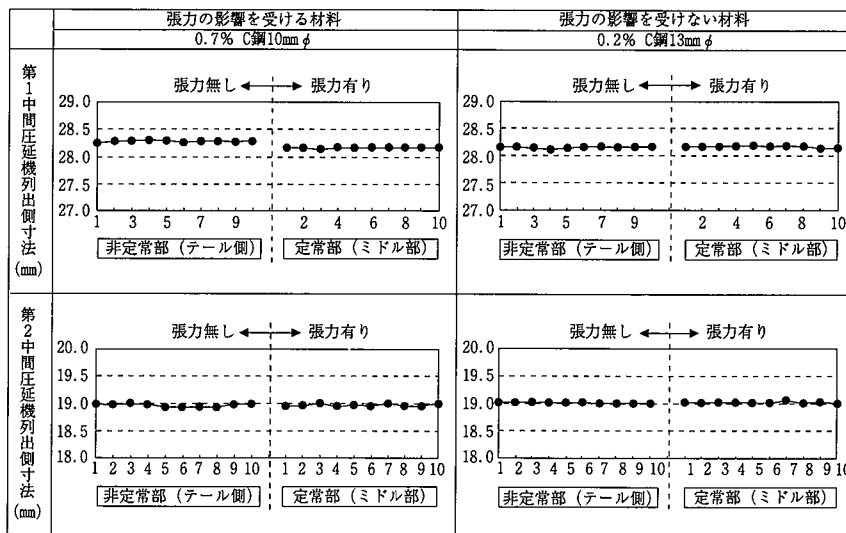 張力の影響を受ける材料
張力の影響を受けない材料
0.7% C鋼10mmφ
0.2% C鋼13mmφ
第1中間圧延機列出側寸法(mm)
張力無し
張力有り
29.0
28.5
28.0
27.5
27.0
1 3 5 7 9
2 4 6 8 10
非定常部(テール側)
定常部(ミドル部)
張力無し
張力有り
29.0
28.5
28.0
27.5
27.0
1 3 5 7 9
2 4 6 8 10
非定常部(テール側)
定常部(ミドル部)
第2中間圧延機列出側寸法(mm)
張力無し
張力有り
20.0
19.5
19.0
18.5
18.0
1 2 3 4 5 6 7 8 9 10
1 2 3 4 5 6 7 8 9 10
非定常部(テール側)
定常部(ミドル部)
張力無し
張力有り
20.0
19.5
19.0
18.5
18.0
1 2 3 4 5 6 7 8 9 10
1 2 3 4 5 6 7 8 9 10
非定常部(テール側)
定常部(ミドル部)